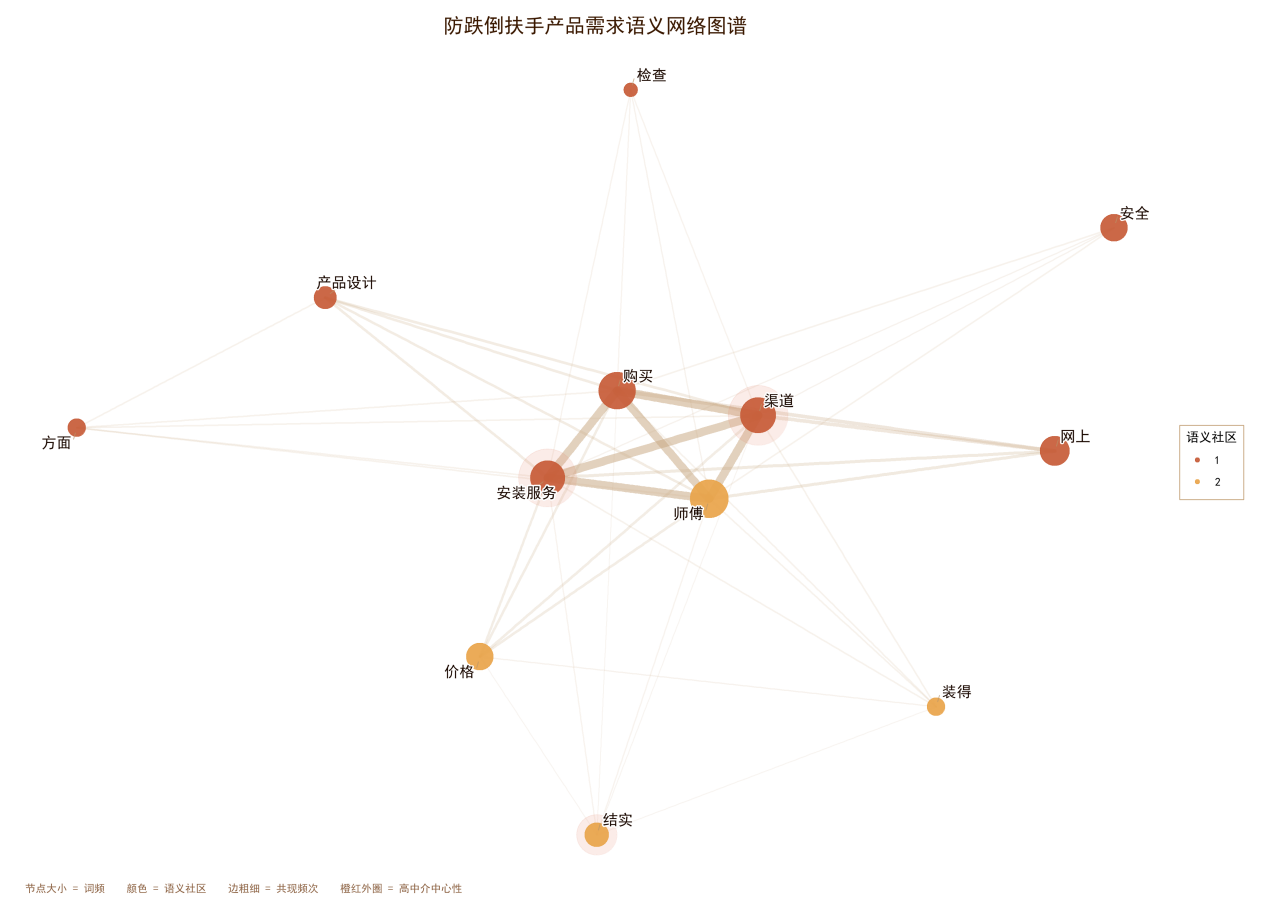 防跌倒扶手产品需求语义网络图谱
检查
安全
产品设计
购买
渠道
方面
网上
安装服务
师傅
语义社区
1
2
价格
装得
结实
节点大小 = 词频 颜色 = 语义社区 边粗细 = 共现频次 橙红外圈 = 高中介中心性